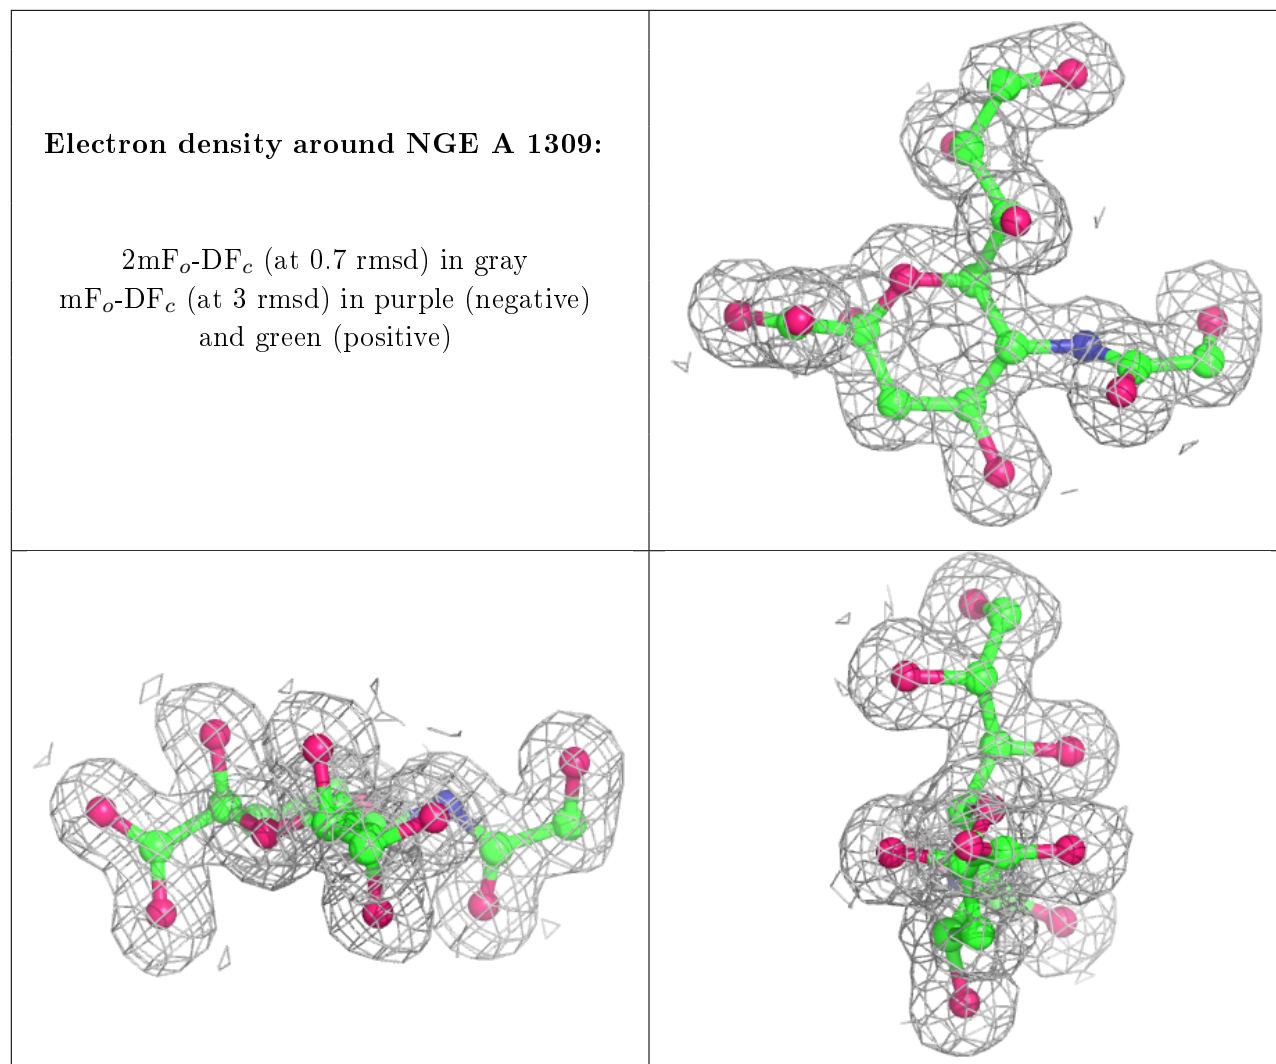 Electron density around NGE A 1309:
2mFo-DFc (at 0.7 rmsd) in gray
mFo-DFc (at 3 rmsd) in purple (negative)
and green (positive)